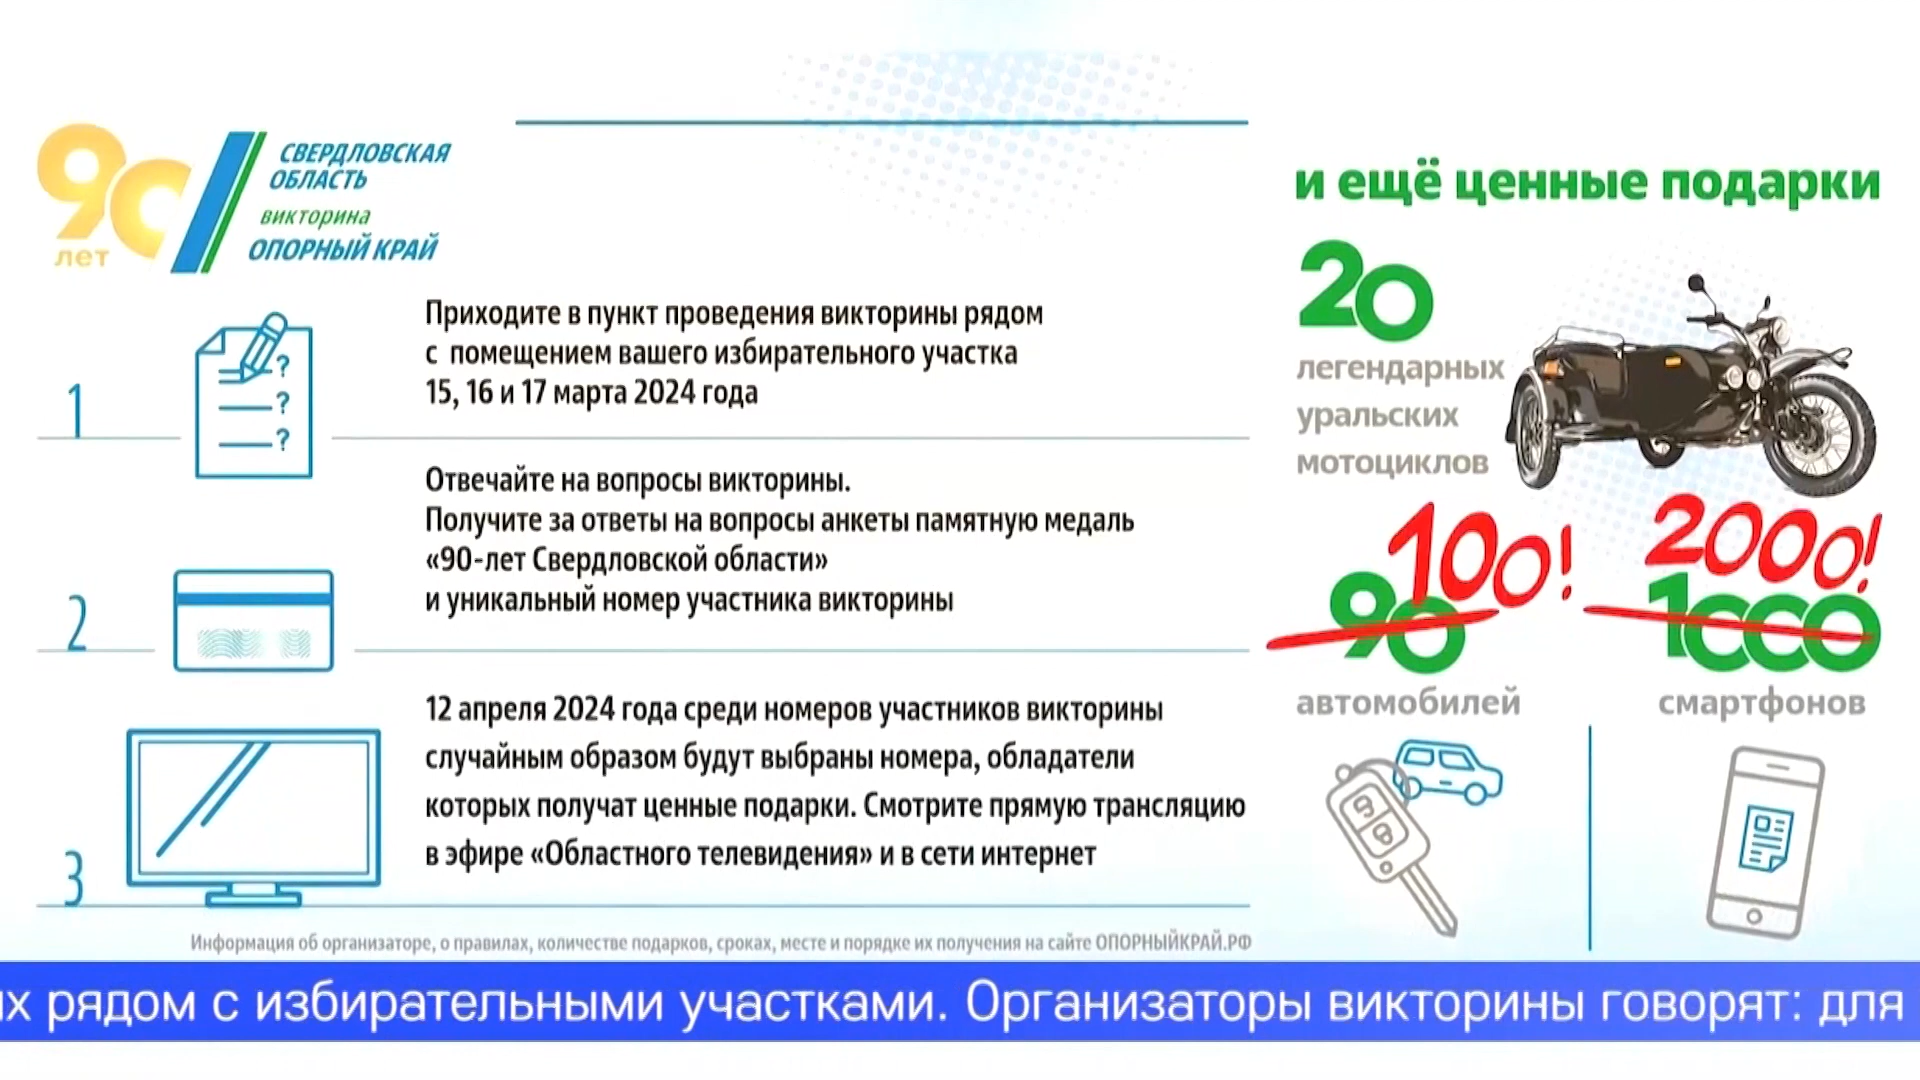 90
лет
СВЕРДЛОВСКАЯ
ОБЛАСТЬ
викторина
ОПОРНЫЙ КРАЙ
1
? 
?
?
Приходите в пункт проведения викторины рядом
с помещением вашего избирательного участка
15, 16 и 17 марта 2024 года
2
Отвечайте на вопросы викторины.
Получите за ответы на вопросы анкеты памятную медаль
«90-лет Свердловской области»
и уникальный номер участника викторины
3
12 апреля 2024 года среди номеров участников викторины
случайным образом будут выбраны номера, обладатели
которых получат ценные подарки. Смотрите прямую трансляцию
в эфире «Областного телевидения» и в сети интернет
Информация об организаторе, о правилах, количестве подарков, сроках, месте и порядке их получения на сайте ОПОРНЫЙКРАЙ.РФ
и ещё ценные подарки
20
легендарных
уральских
мотоциклов
100!
90
автомобилей
2000!
1000
смартфонов
их рядом с избирательными участками. Организаторы викторины говорят: для